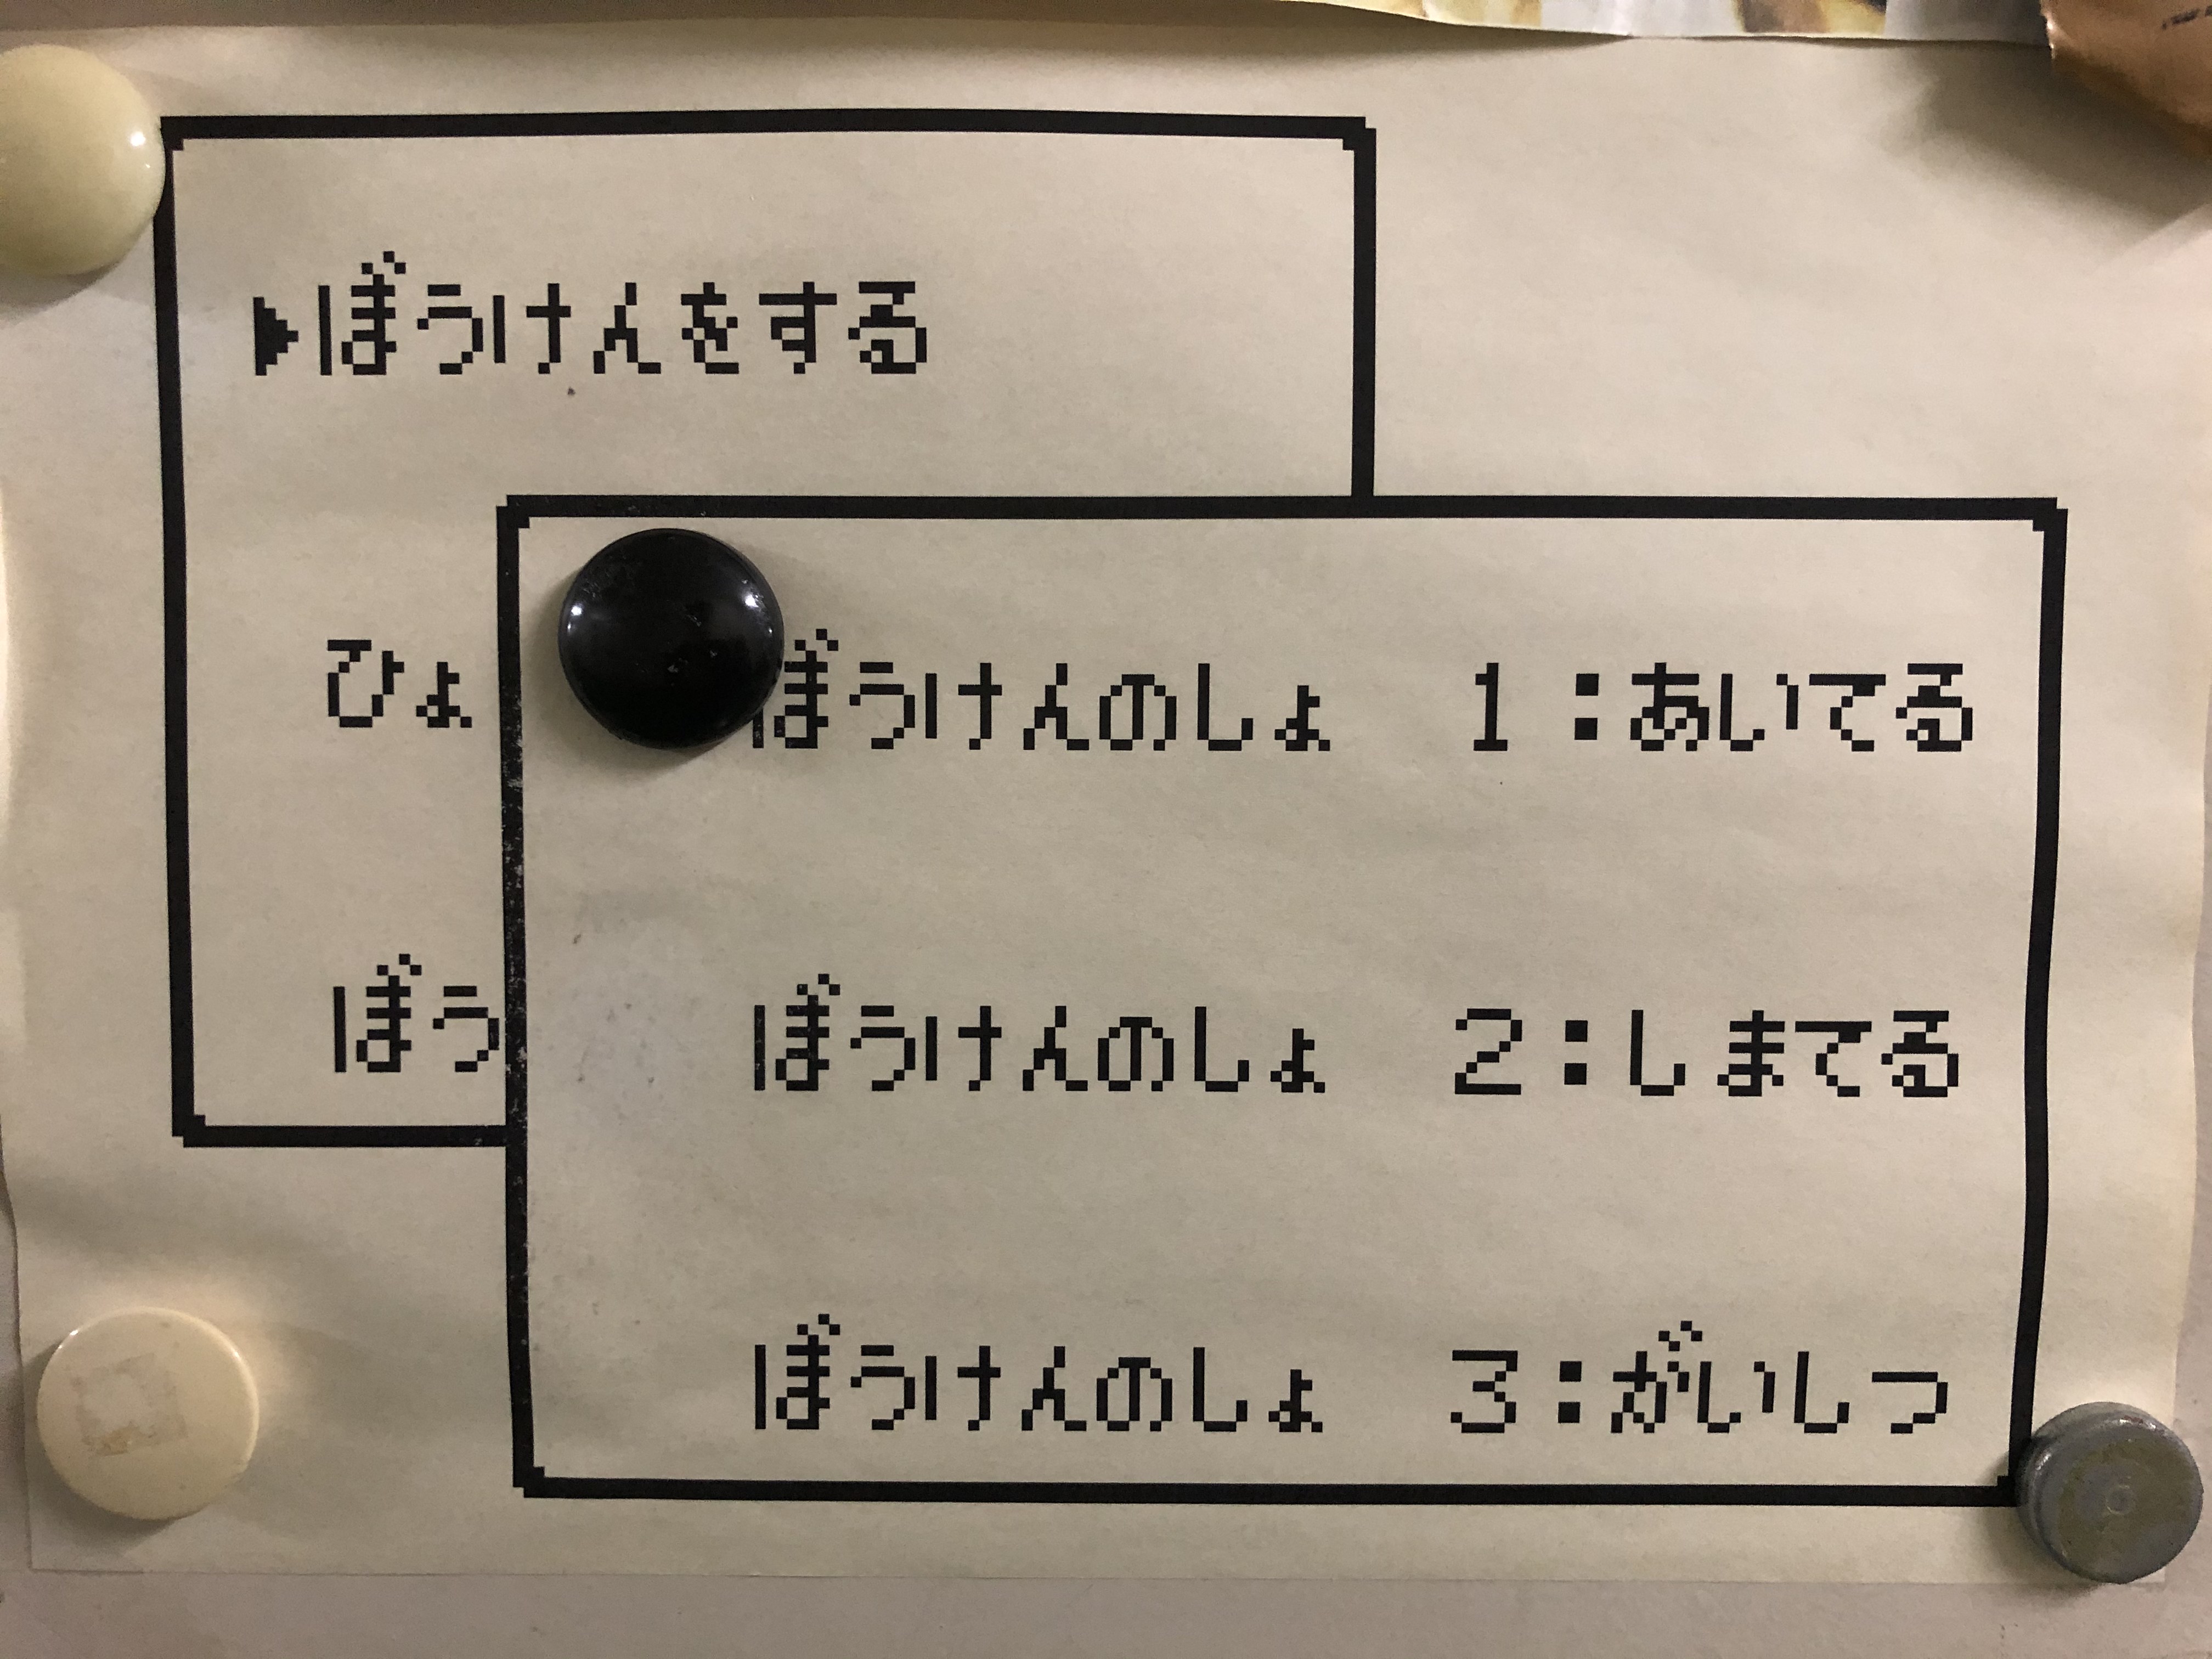 ▶ぼうけんをする
ひょ
ぼう
ぼうけんのしょ 1:あいてる
ぼうけんのしょ 2:しまてる
ぼうけんのしょ 3:がいしつ